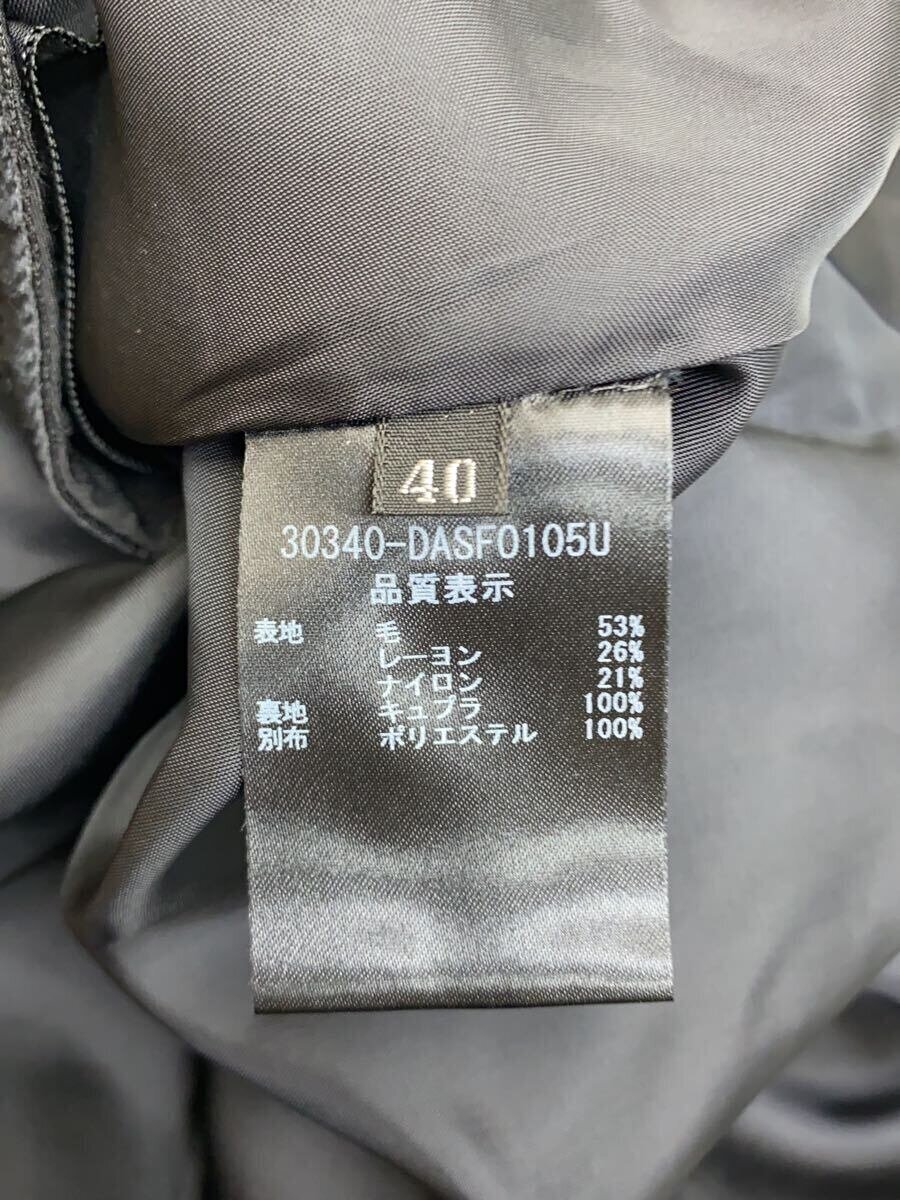 40
30340-DASF0105U
品質表示
表地 毛 53%
レーヨン 26%
ナイロン 21%
裏地 キュプラ 100%
別布 ポリエステル 100%